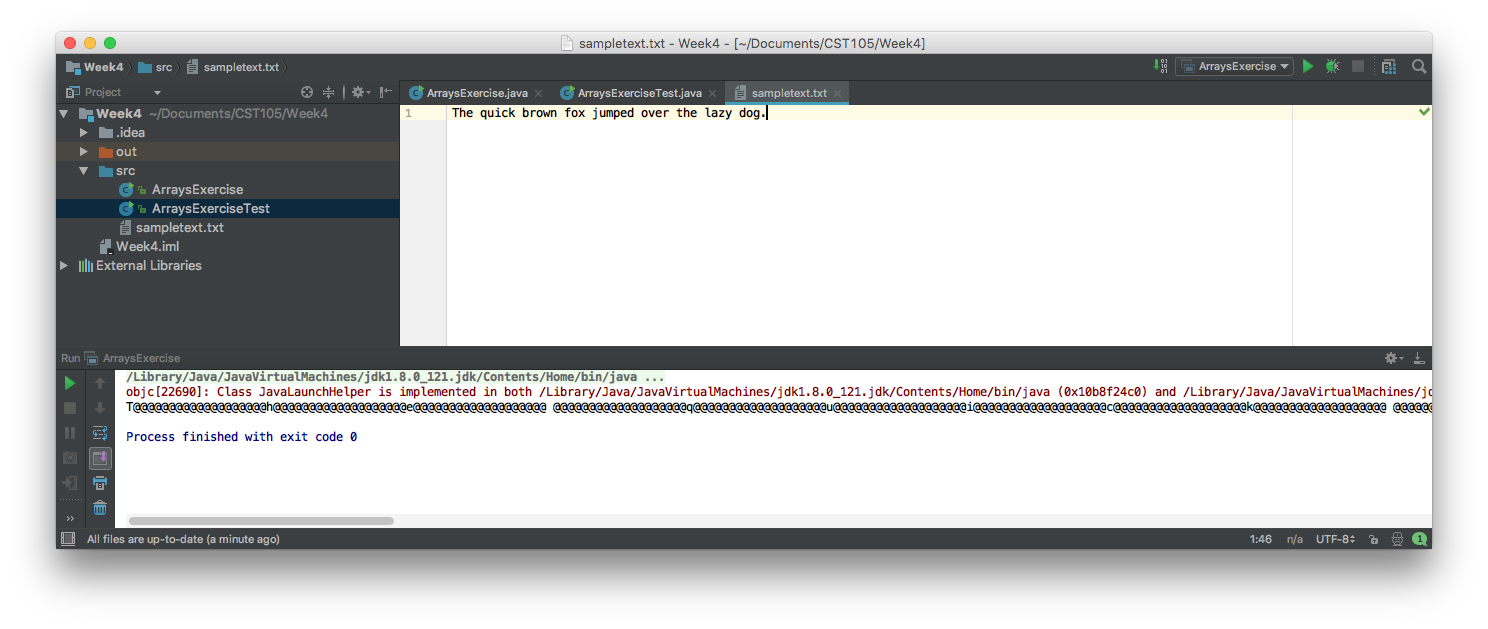 sampletext.txt - Week4 - [~/Documents/CST105/Week4]
Week4 src sampletext.txt ArraysExercise
Project ArraysExercise.java ArraysExerciseTest.java sampletext.txt
Week4 ~/Documents/CST105/Week4
1 The quick brown fox jumped over the lazy dog.
.idea
out
src
ArraysExercise
ArraysExerciseTest
sampletext.txt
Week4.iml
External Libraries
Run ArraysExercise
/Library/Java/JavaVirtualMachines/jdk1.8.0_121.jdk/Contents/Home/bin/java ...
objc[22690]: Class JavaLaunchHelper is implemented in both /Library/Java/JavaVirtualMachines/jdk1.8.0_121.jdk/Contents/Home/bin/java (0x10b8f24c0) and /Library/Java/JavaVirtualMachines/jd
T@@@@@@@@@@@@@@@@@@@h@@@@@@@@@@@@@@@@@@@e@@@@@@@@@@@@@@@@@@@ @@@@@@@@@@@@@@@@@@@q@@@@@@@@@@@@@@@@@@@u@@@@@@@@@@@@@@@@@@@i@@@@@@@@@@@@@@@@@@@c@@@@@@@@@@@@@@@@@@@k@@@@@@@@@@@@@@@@@@@ @@@@@@
Process finished with exit code 0
All files are up-to-date (a minute ago) 1:46 n/a UTF-8 1